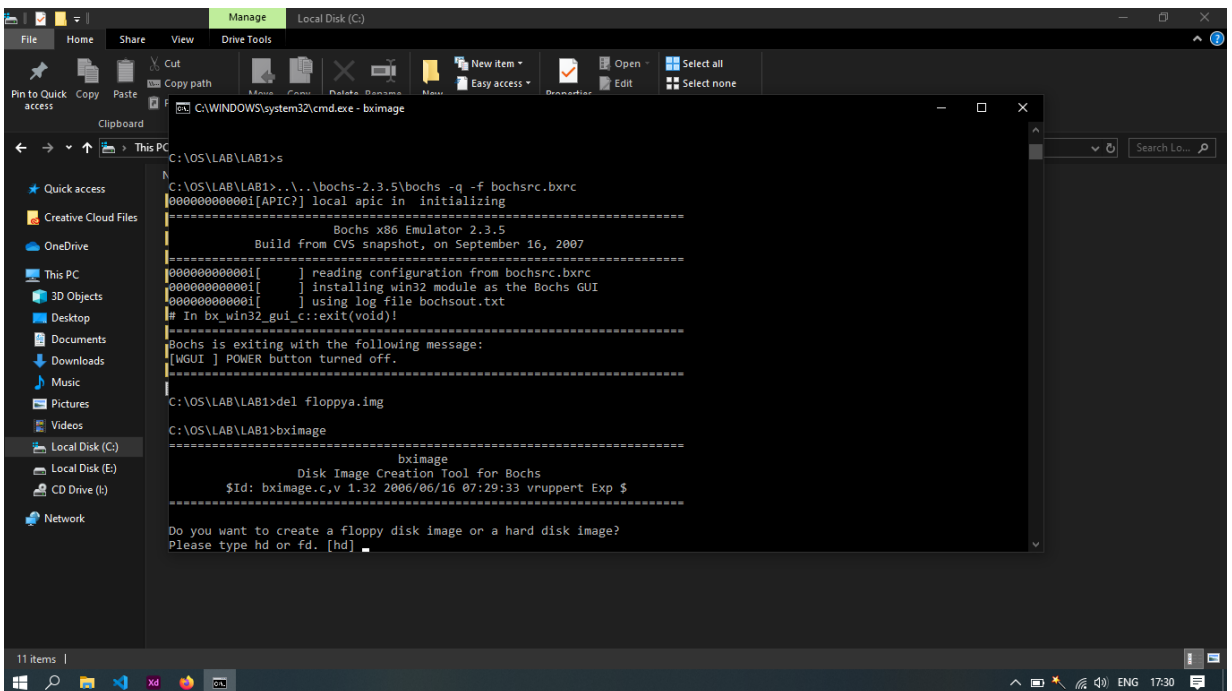 Manage
Local Disk (C:)
File Home Share View Drive Tools
Pin to Quick access
Copy
Paste
Cut
Copy path
Clipboard
Move Copy Delete Rename New
New item
Easy access
Properties
Open
Edit
Select all
Select none
This PC
Search Lo...
Quick access
Creative Cloud Files
OneDrive
This PC
3D Objects
Desktop
Documents
Downloads
Music
Pictures
Videos
Local Disk (C:)
Local Disk (E:)
CD Drive (I:)
Network
C:\WINDOWS\system32\cmd.exe - bximage
C:\OS\LAB\LAB1>s
C:\OS\LAB\LAB1>..\..\bochs-2.3.5\bochs -q -f bochsrc.bxrc
00000000000i[APIC?] local apic in  initializing
========================================================================
Bochs x86 Emulator 2.3.5
Build from CVS snapshot, on September 16, 2007
========================================================================
00000000000i[     ] reading configuration from bochsrc.bxrc
00000000000i[     ] installing win32 module as the Bochs GUI
00000000000i[     ] using log file bochsout.txt
# In bx_win32_gui_c::exit(void)!
========================================================================
Bochs is exiting with the following message:
[WGUI ] POWER button turned off.
========================================================================
C:\OS\LAB\LAB1>del floppya.img
C:\OS\LAB\LAB1>bximage
========================================================================
bximage
Disk Image Creation Tool for Bochs
$Id: bximage.c,v 1.32 2006/06/16 07:29:33 vruppert Exp $
========================================================================
Do you want to create a floppy disk image or a hard disk image?
Please type hd or fd. [hd]
11 items
Xd
ENG 17:30